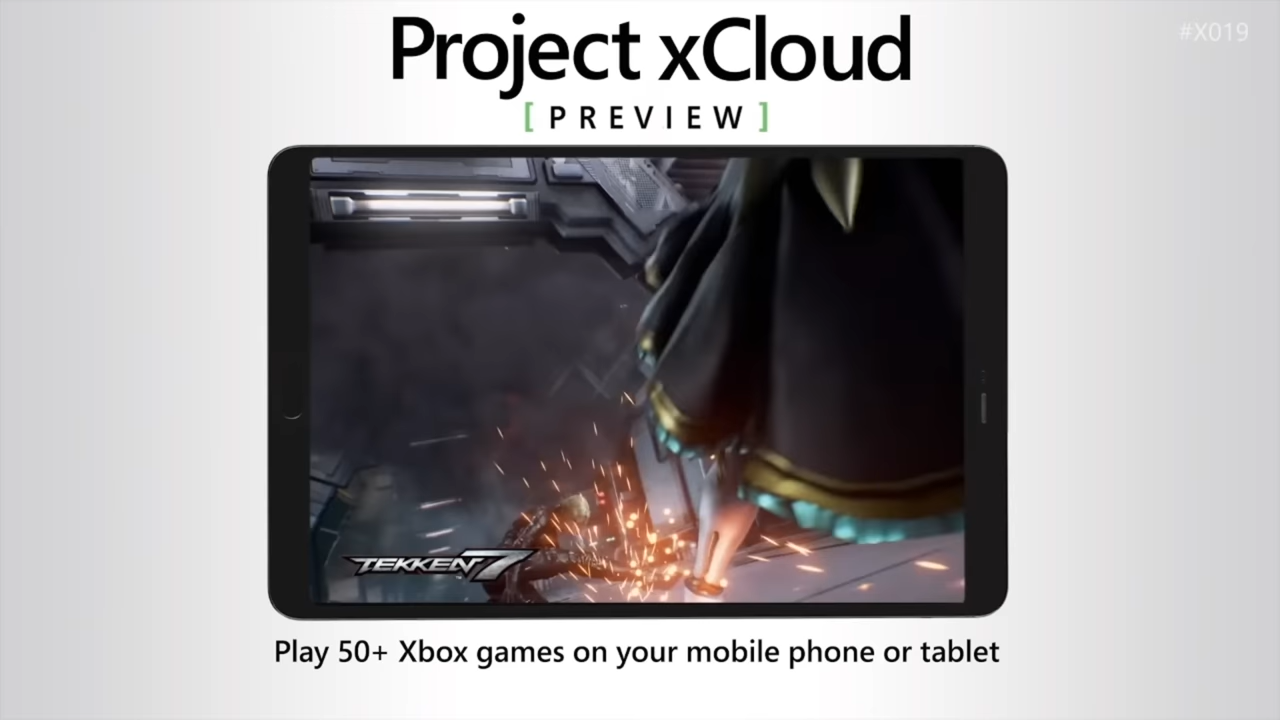 #X019
Project xCloud
[ PREVIEW ]
TEKKEN 7
Play 50+ Xbox games on your mobile phone or tablet